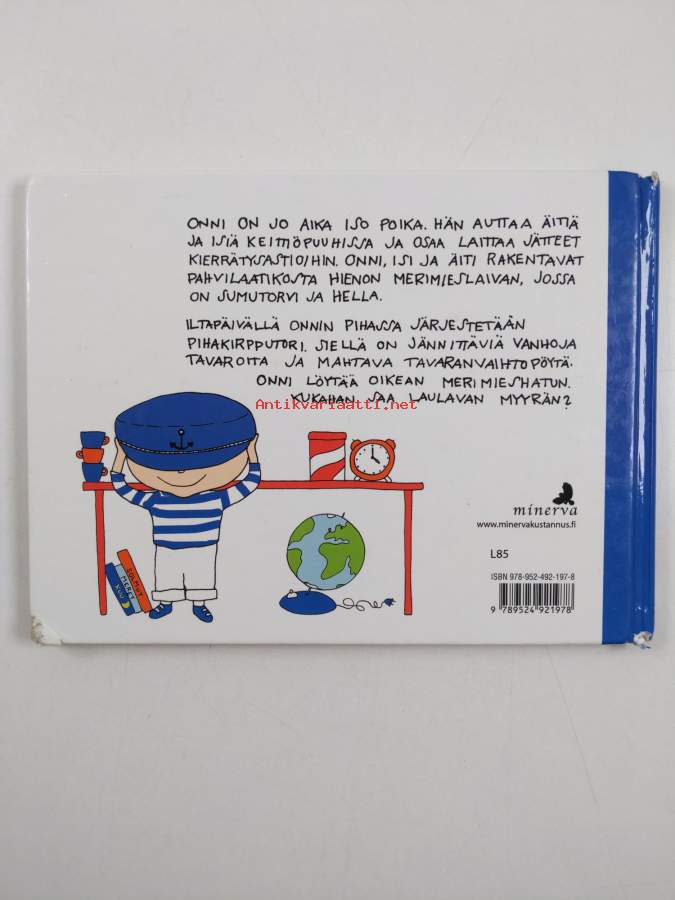 ONNI ON JO AIKA ISO POIKA. HÄN AUTTAA ÄITIÄ
JA ISIÄ KEITTIÖPUUHISSA JA OSAA LAITTAA JÄTTEET
KIERRÄTYSASTIOIHIN. ONNI, ISI JA ÄITI RAKENTAVAT
PAHVILAATIKOSTA HIENON MERIMIESLAIVAN, JOSSA
ON SUMUTORVI JA HELLA.
ILTAPÄIVÄLLÄ ONNIN PIHASSA JÄRJESTETÄÄN
PIHAKIRPPUTORI. SIELLÄ ON JÄNNITTÄVIÄ VANHOJA
TAVAROITA JA MAHTAVA TAVARANVAIHTOPÖYTÄ.
ONNI LÖYTÄÄ OIKEAN MERIMIESHATUN.
KUKAHAN SAA LAULAVAN MYYRÄN?
Antikvariaatti.net
SOLMUT
MERET
KUU
minerva
www.minervakustannus.fi
L85
ISBN 978-952-492-197-8
9 789524 921978